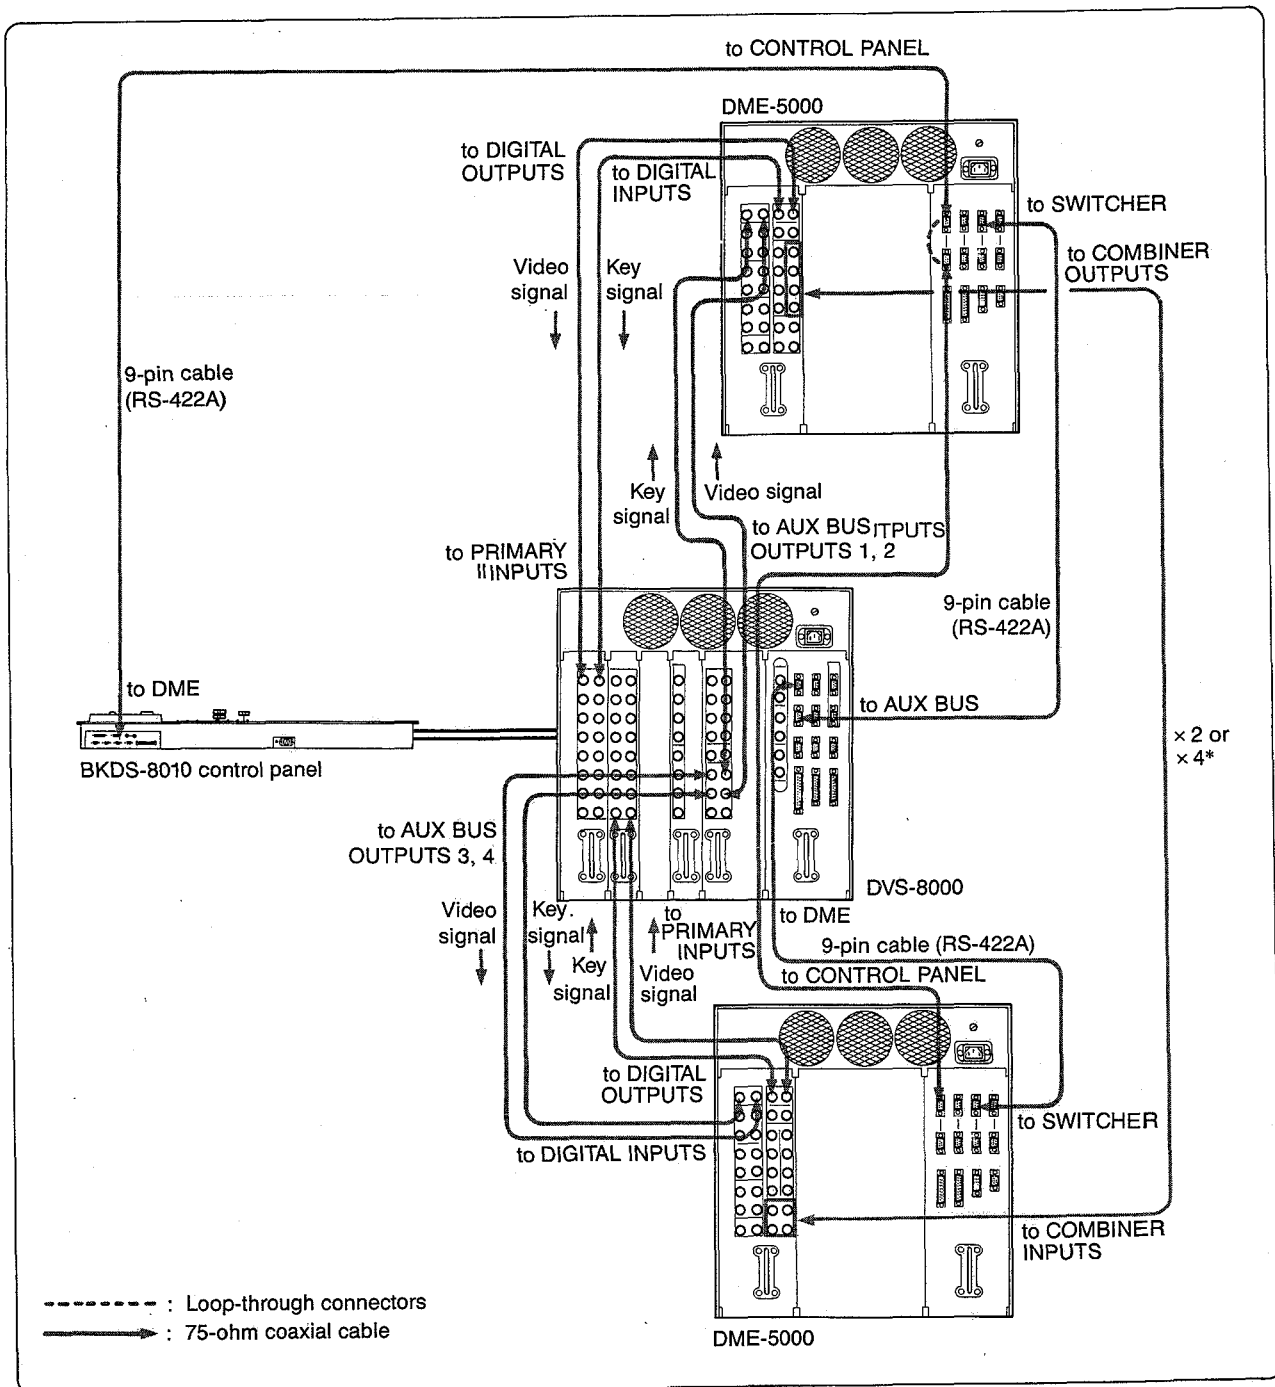 to CONTROL PANEL
DME-5000
to DIGITAL
OUTPUTS
to DIGITAL
INPUTS
to SWITCHER
to COMBINER
OUTPUTS
Video
signal
Key
signal
9-pin cable
(RS-422A)
Key
signal
Video signal
to AUX BUS
ITPUTS
OUTPUTS 1, 2
to PRIMARY
INPUTS
9-pin cable
(RS-422A)
to DME
to AUX BUS
× 2 or
× 4*
BKDS-8010 control panel
to AUX BUS
OUTPUTS 3, 4
DVS-8000
Video
signal
Key.
signal
Key
signal
Video
signal
to
PRIMARY
INPUTS
to DME
9-pin cable (RS-422A)
to CONTROL PANEL
to DIGITAL
OUTPUTS
to SWITCHER
to DIGITAL INPUTS
to COMBINER
INPUTS
: Loop-through connectors
: 75-ohm coaxial cable
DME-5000